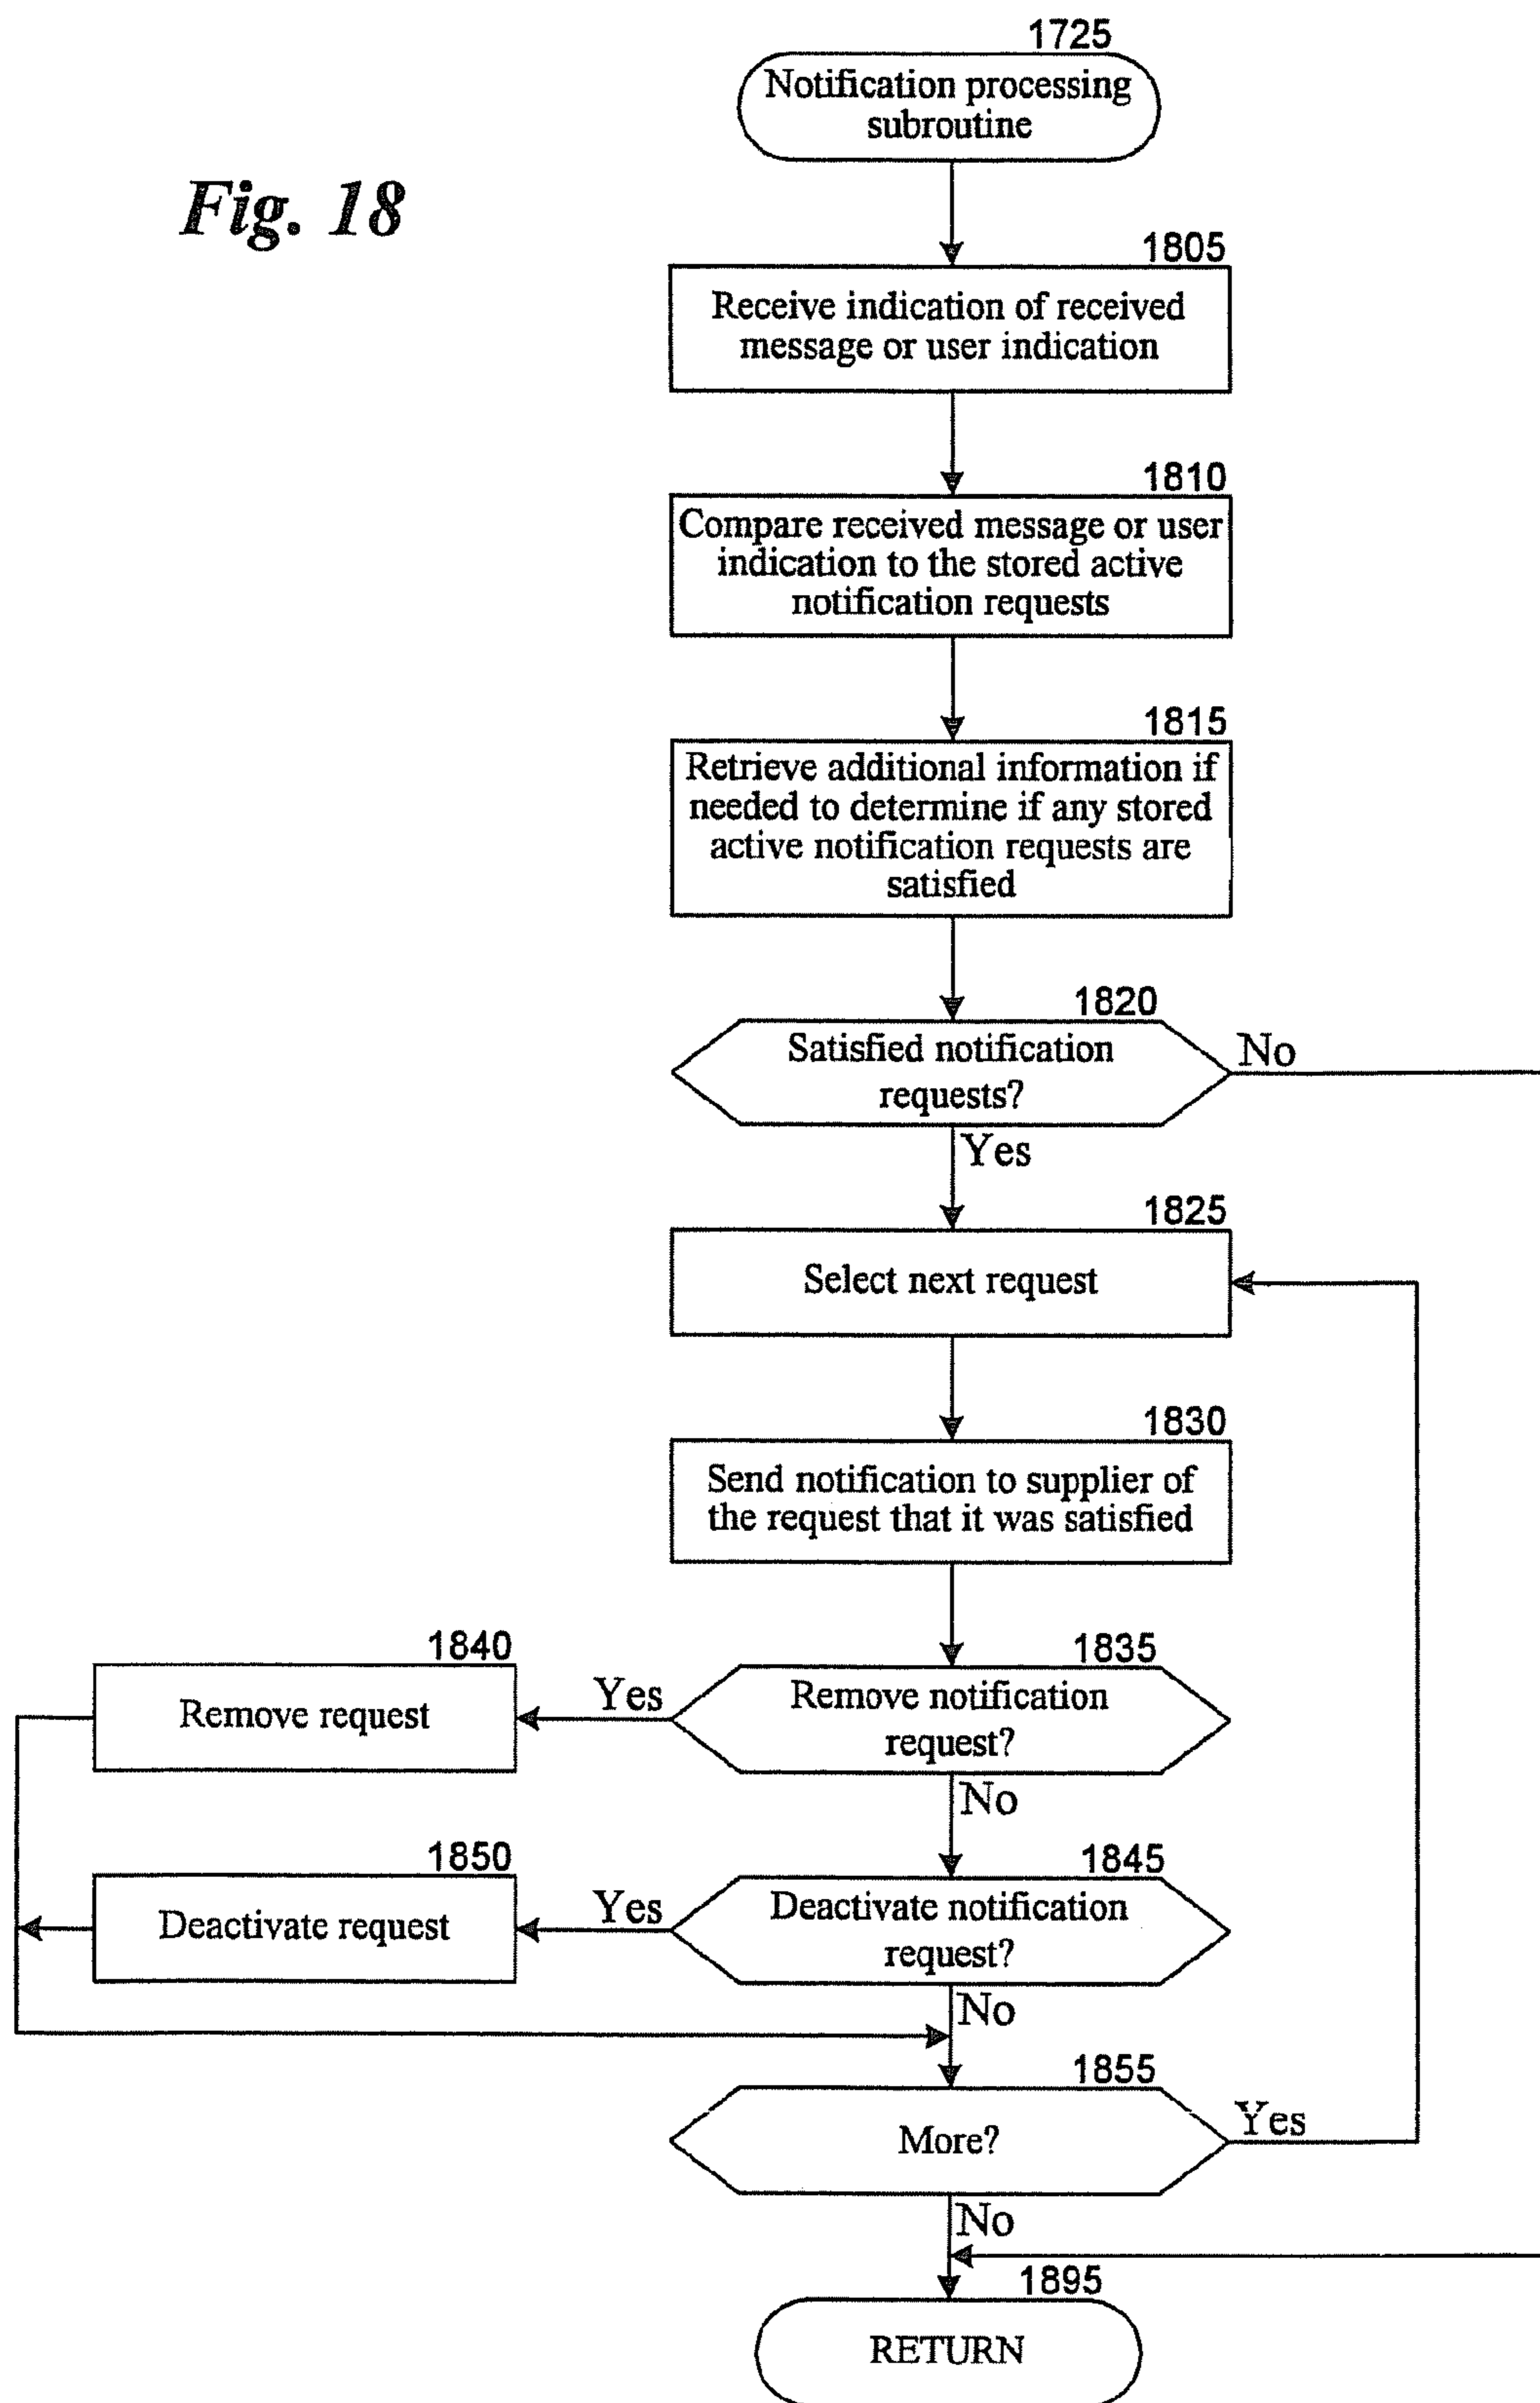 1725
Notification processing
subroutine
Fig. 18
1805
Receive indication of received
message or user indication
1810
Compare received message or user
indication to the stored active
notification requests
1815
Retrieve additional information if
needed to determine if any stored
active notification requests are
satisfied
1820
Satisfied notification
requests?
No
Yes
1825
Select next request
1830
Send notification to supplier of
the request that it was satisfied
1835
Remove notification
request?
Yes
1840
Remove request
No
1845
Deactivate notification
request?
Yes
1850
Deactivate request
No
1855
More?
Yes
No
1895
RETURN